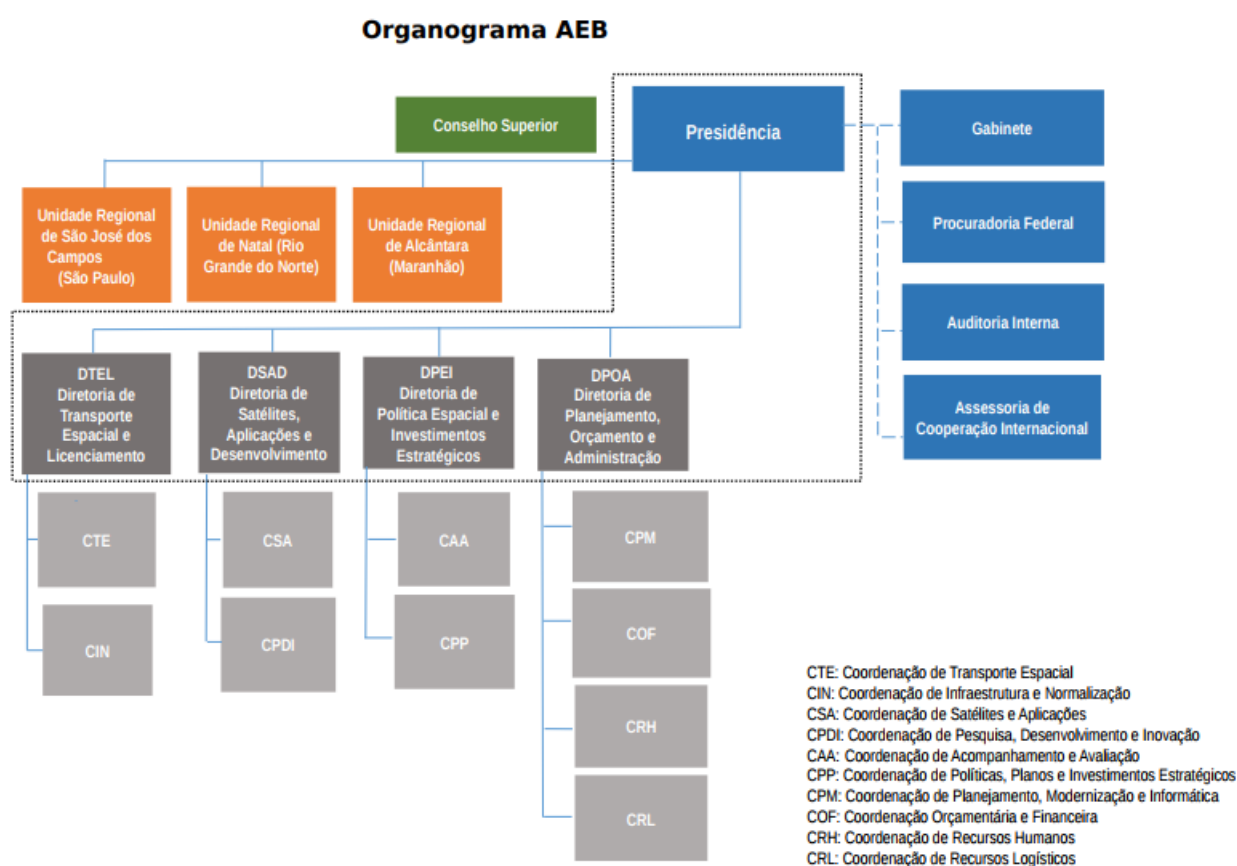 Organograma AEB
Conselho Superior
Presidência
Gabinete
Procuradoria Federal
Auditoria Interna
Assessoria de
Cooperação Internacional
Unidade Regional
de São José dos
Campos
(São Paulo)
Unidade Regional
de Natal (Rio
Grande do Norte)
Unidade Regional
de Alcântara
(Maranhão)
DTEL
Diretoria de
Transporte
Espacial e
Licenciamento
DSAD
Diretoria de
Satélites,
Aplicações e
Desenvolvimento
DPEI
Diretoria de
Política Espacial e
Investimentos
Estratégicos
DPOA
Diretoria de
Planejamento,
Orçamento e
Administração
CTE
CIN
CSA
CPDI
CAA
CPP
CPM
COF
CRH
CRL
CTE: Coordenação de Transporte Espacial
CIN: Coordenação de Infraestrutura e Normalização
CSA: Coordenação de Satélites e Aplicações
CPDI: Coordenação de Pesquisa, Desenvolvimento e Inovação
CAA: Coordenação de Acompanhamento e Avaliação
CPP: Coordenação de Políticas, Planos e Investimentos Estratégicos
CPM: Coordenação de Planejamento, Modernização e Informática
COF: Coordenação Orçamentária e Financeira
CRH: Coordenação de Recursos Humanos
CRL: Coordenação de Recursos Logísticos